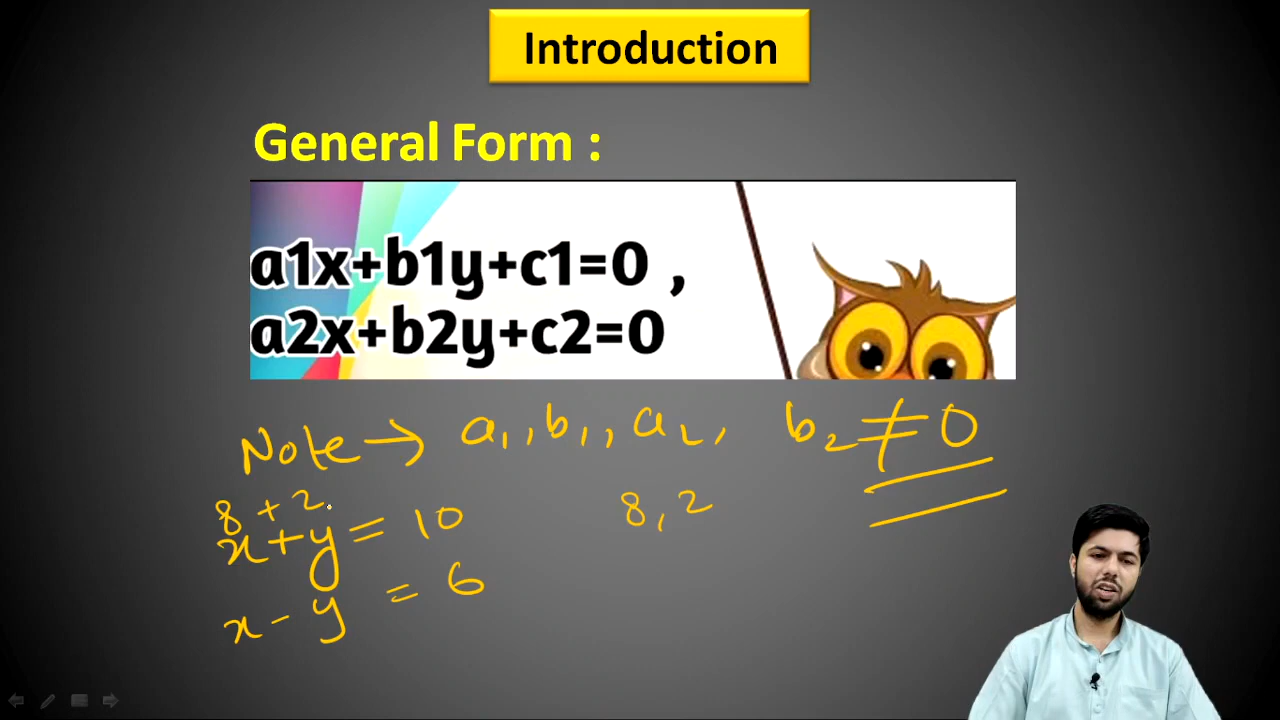 Introduction
General Form :
a1x+b1y+c1=0 ,
a2x+b2y+c2=0
Note → a₁, b₁, a₂, b₂ ≠ 0
8 + 2
x+y = 10 8, 2
x - y = 6